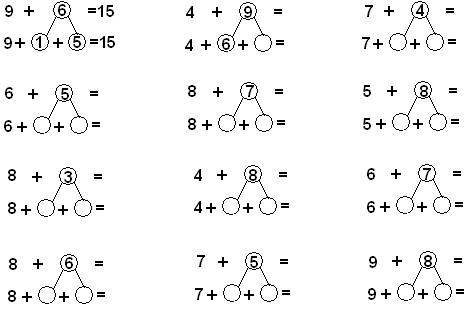 9 + 6 =15 4 + 9 = 7 + 4 =
9+ 1 + 5 =15 4 + 6 + = 7+ + =
6 + 5 = 8 + 7 = 5 + 8 =
6 + + = 8 + + = 5 + + =
8 + 3 = 4 + 8 = 6 + 7 =
8 + + = 4 + + = 6 + + =
8 + 6 = 7 + 5 = 9 + 8 =
8 + + = 7 + + = 9 + + =